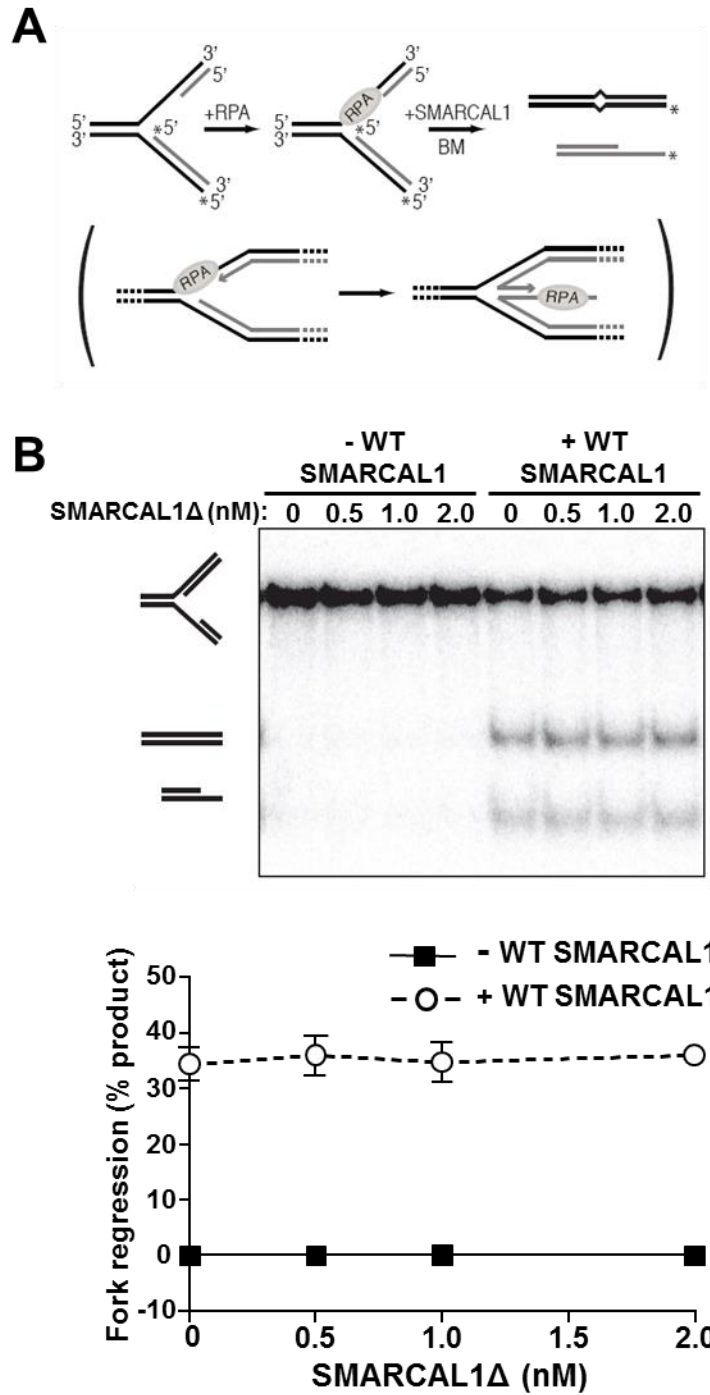 A
3’
5’
+RPA
5’
3’
*5’
3’
*5’
3’
5’
RPA
+SMARCAL1
BM
5’
3’
*5’
3’
*5’
*
*
RPA
RPA
B
- WT
SMARCAL1
+ WT
SMARCAL1
SMARCAL1Δ (nM): 0 0.5 1.0 2.0 0 0.5 1.0 2.0
- WT SMARCAL1
+ WT SMARCAL1
Fork regression (% product)
50
40
30
20
10
0
-10
0 0.5 1.0 1.5 2.0
SMARCAL1Δ (nM)